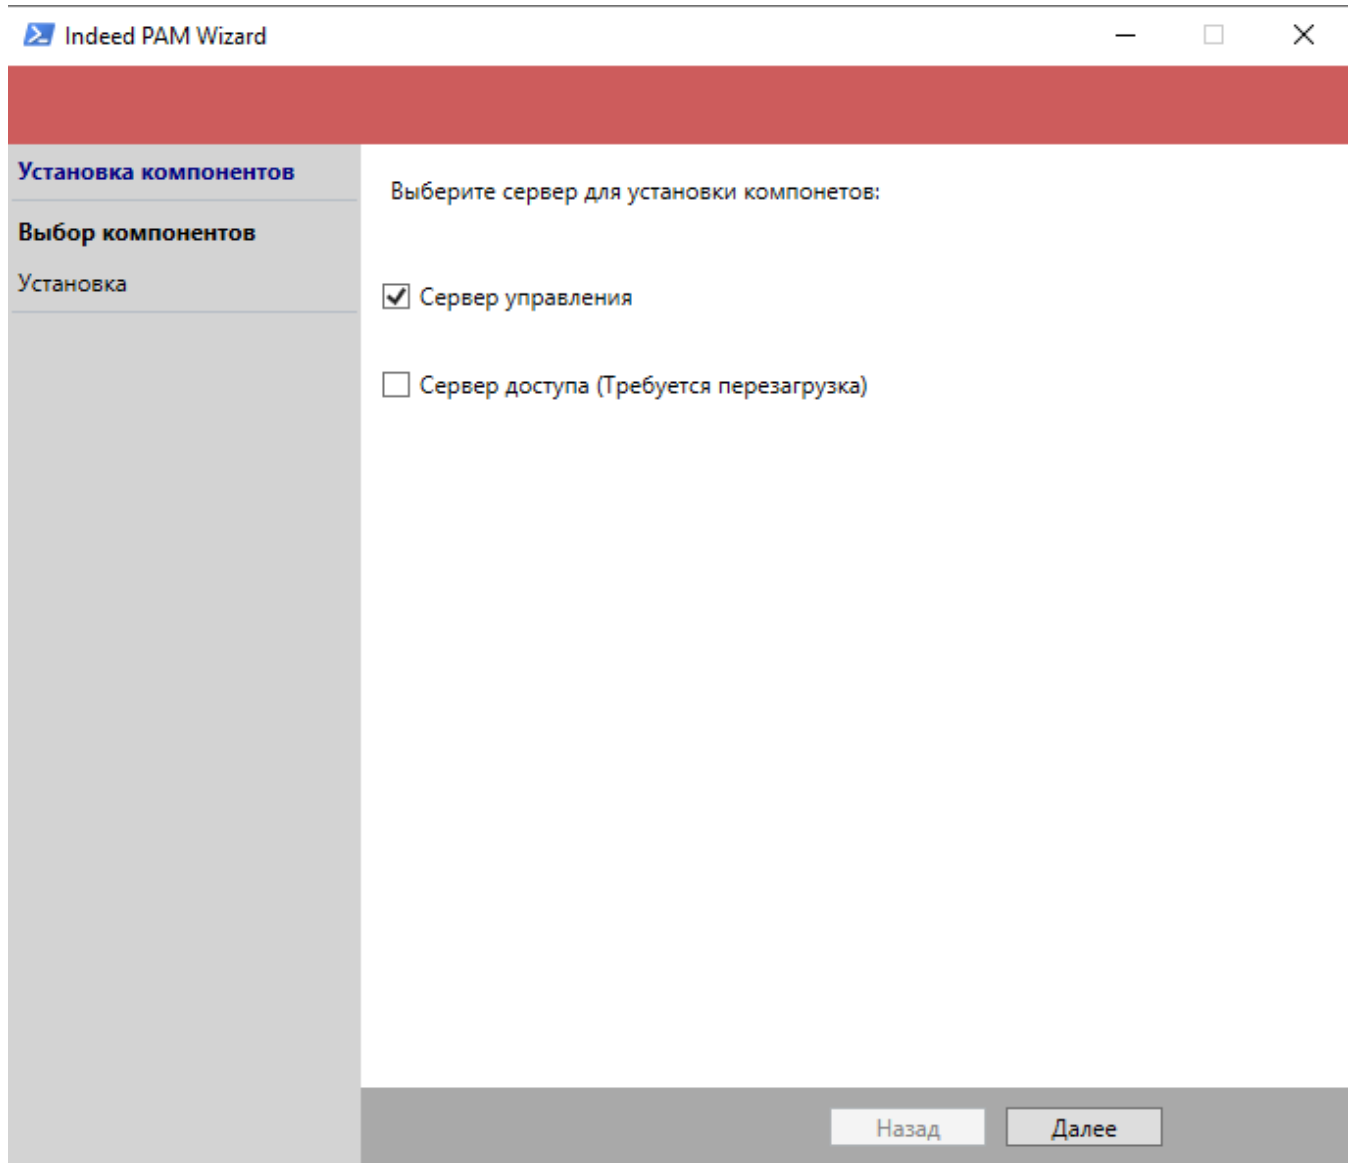 Indeed PAM Wizard
Установка компонентов
Выбор компонентов
Установка
Выберите сервер для установки компонетов:
Сервер управления
Сервер доступа (Требуется перезагрузка)
Назад
Далее